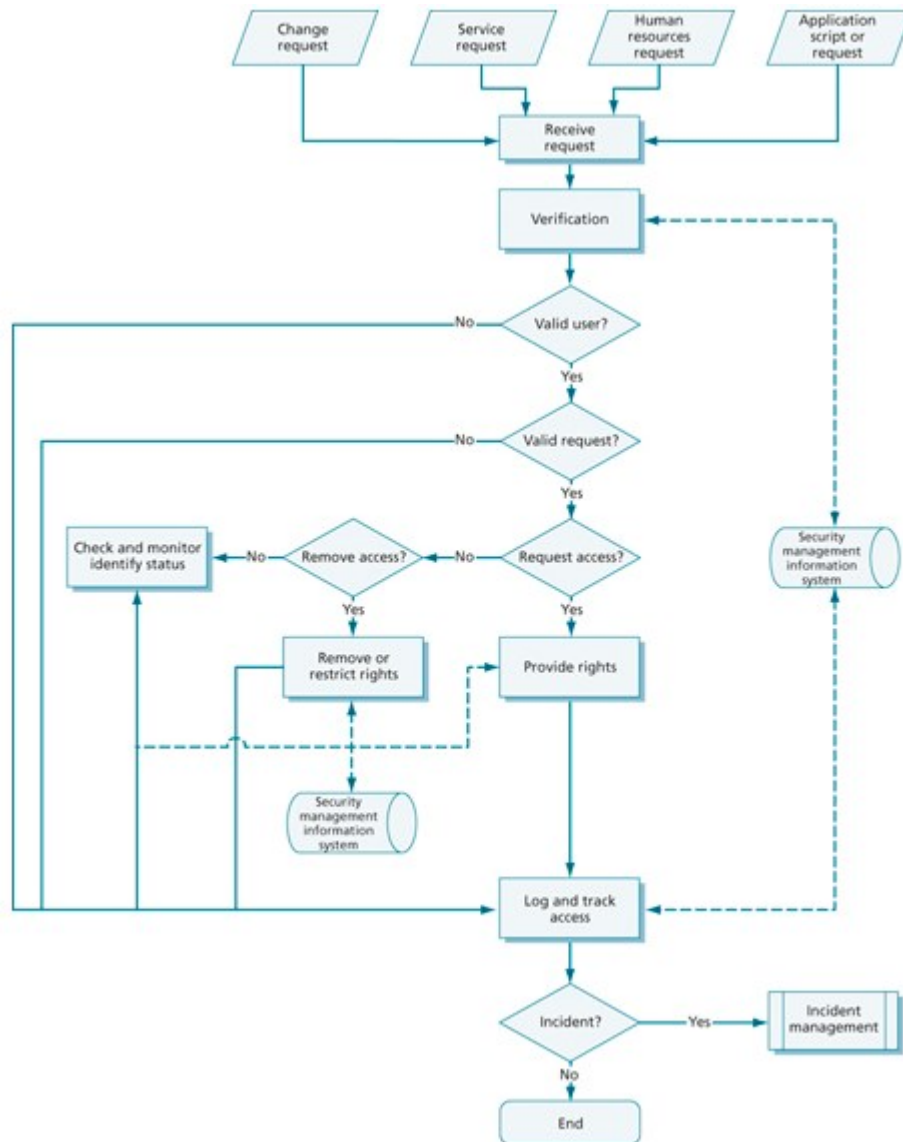 Change
request
Service
request
Human
resources
request
Application
script or
request
Receive
request
Verification
Valid user?
No
Yes
Valid request?
No
Yes
Request access?
No
Remove access?
No
Check and monitor
identify status
Security
management
information
system
Yes
Yes
Remove or
restrict rights
Provide rights
Security
management
information
system
Log and track
access
Incident?
Yes
Incident
management
No
End